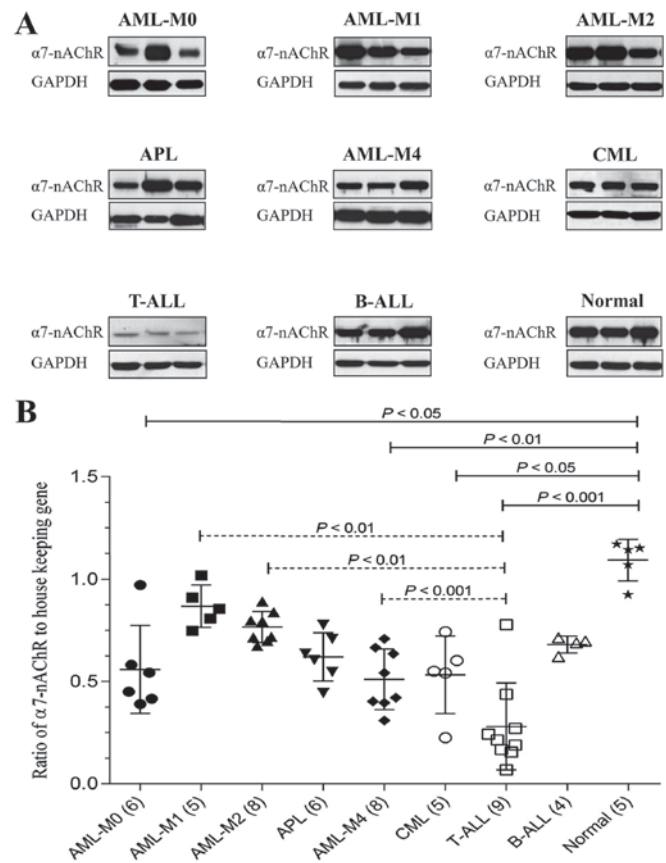 A
AML-M0 AML-M1 AML-M2
α7-nAChR α7-nAChR α7-nAChR
GAPDH GAPDH GAPDH
APL AML-M4 CML
α7-nAChR α7-nAChR α7-nAChR
GAPDH GAPDH GAPDH
T-ALL B-ALL Normal
α7-nAChR α7-nAChR α7-nAChR
GAPDH GAPDH GAPDH
B
P < 0.05
P < 0.01
P < 0.05
P < 0.001
P < 0.01
P < 0.01
P < 0.001
Ratio of α7-nAChR to house keeping gene
1.5
1.0
0.5
0.0
AML-M0 (6)
AML-M1 (5)
AML-M2 (8)
APL (6)
AML-M4 (8)
CML (5)
T-ALL (9)
B-ALL (4)
Normal (5)